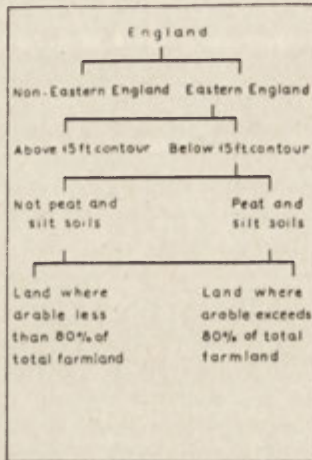 England
Non-Eastern England Eastern England
Above 15ft contour Below 15ft contour
Not peat and
silt soils
Peat and
silt soils
Land where
arable less
than 80% of
total farmland
Land where
arable exceeds
80% of total
farmland